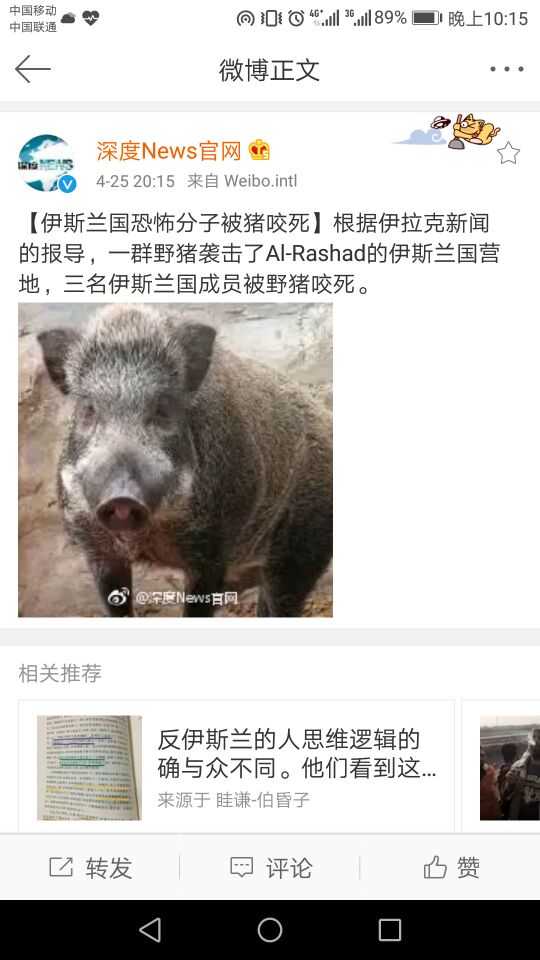 中国移动
中国联通
4G+ 3G 89% 晚上10:15
微博正文
深度News官网
4-25 20:15 来自 Weibo.intl
【伊斯兰国恐怖分子被猪咬死】根据伊拉克新闻
的报导，一群野猪袭击了Al-Rashad的伊斯兰国营
地，三名伊斯兰国成员被野猪咬死。
@深度News官网
相关推荐
反伊斯兰的人思维逻辑的
确与众不同。他们看到这...
来源于 眭谦-伯昏子
转发 评论 赞